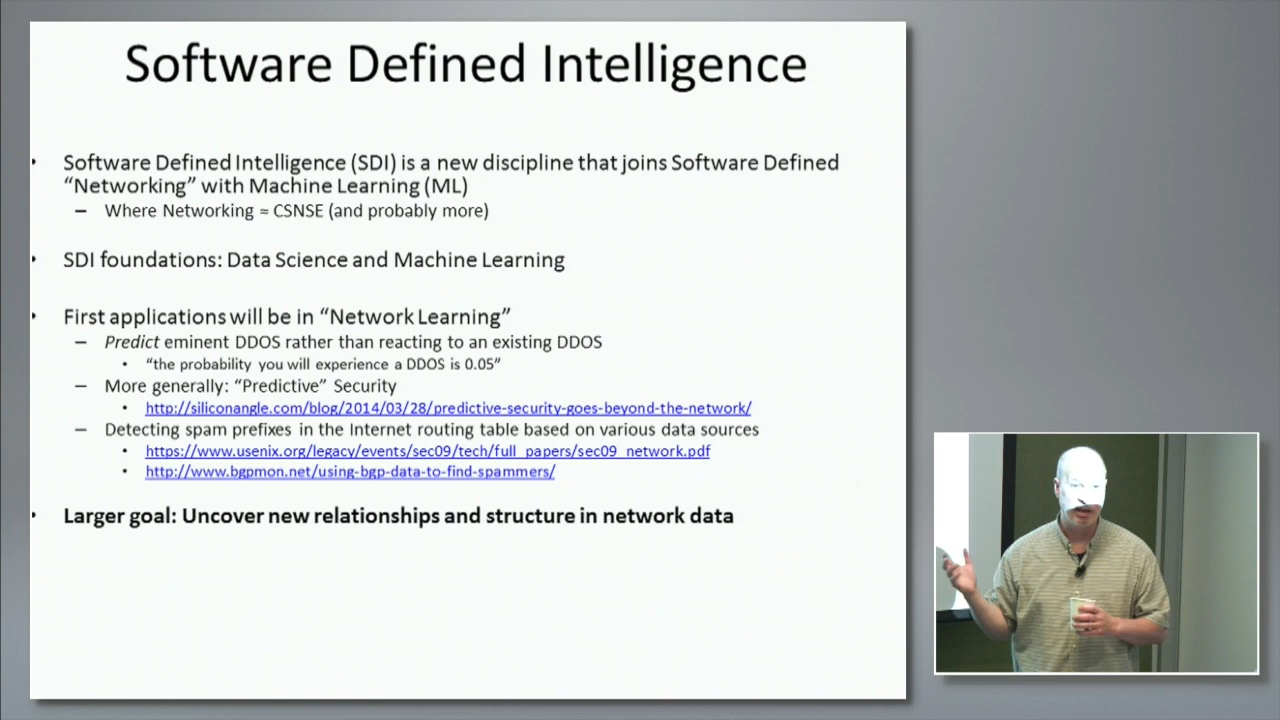 Software Defined Intelligence
• Software Defined Intelligence (SDI) is a new discipline that joins Software Defined
“Networking” with Machine Learning (ML)
– Where Networking ≈ CSNSE (and probably more)
• SDI foundations: Data Science and Machine Learning
• First applications will be in “Network Learning”
– Predict eminent DDOS rather than reacting to an existing DDOS
• “the probability you will experience a DDOS is 0.05”
– More generally: “Predictive” Security
• http://siliconangle.com/blog/2014/03/28/predictive-security-goes-beyond-the-network/
– Detecting spam prefixes in the Internet routing table based on various data sources
• https://www.usenix.org/legacy/events/sec09/tech/full_papers/sec09_network.pdf
• http://www.bgpmon.net/using-bgp-data-to-find-spammers/
• Larger goal: Uncover new relationships and structure in network data